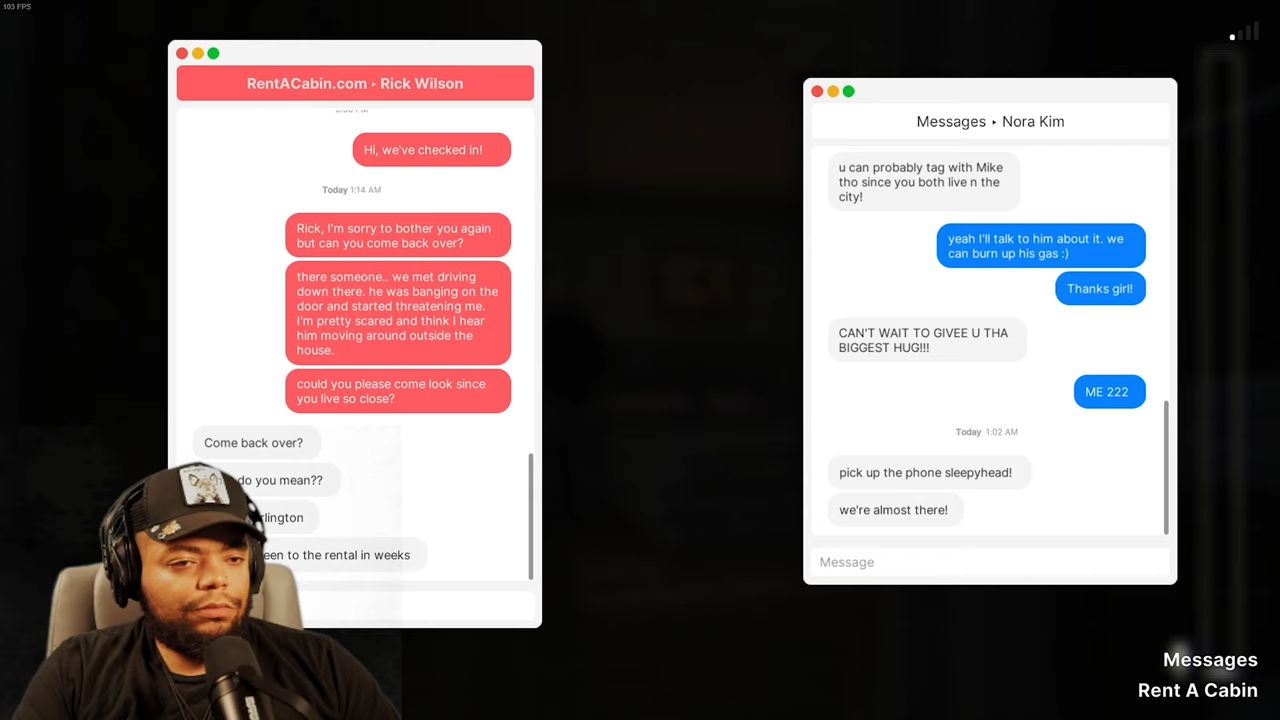 103 FPS
RentACabin.com ▸ Rick Wilson
Hi, we've checked in!
Today 1:14 AM
Rick, I'm sorry to bother you again
but can you come back over?
there someone.. we met driving
down there. he was banging on the
door and started threatening me.
I'm pretty scared and think I hear
him moving around outside the
house.
could you please come look since
you live so close?
Come back over?
do you mean??
to the rental in weeks
Messages ▸ Nora Kim
u can probably tag with Mike
tho since you both live n the
city!
yeah I'll talk to him about it. we
can burn up his gas :)
Thanks girl!
CAN'T WAIT TO GIVEE U THA
BIGGEST HUG!!!
ME 222
Today 1:02 AM
pick up the phone sleepyhead!
we're almost there!
Message
Messages
Rent A Cabin